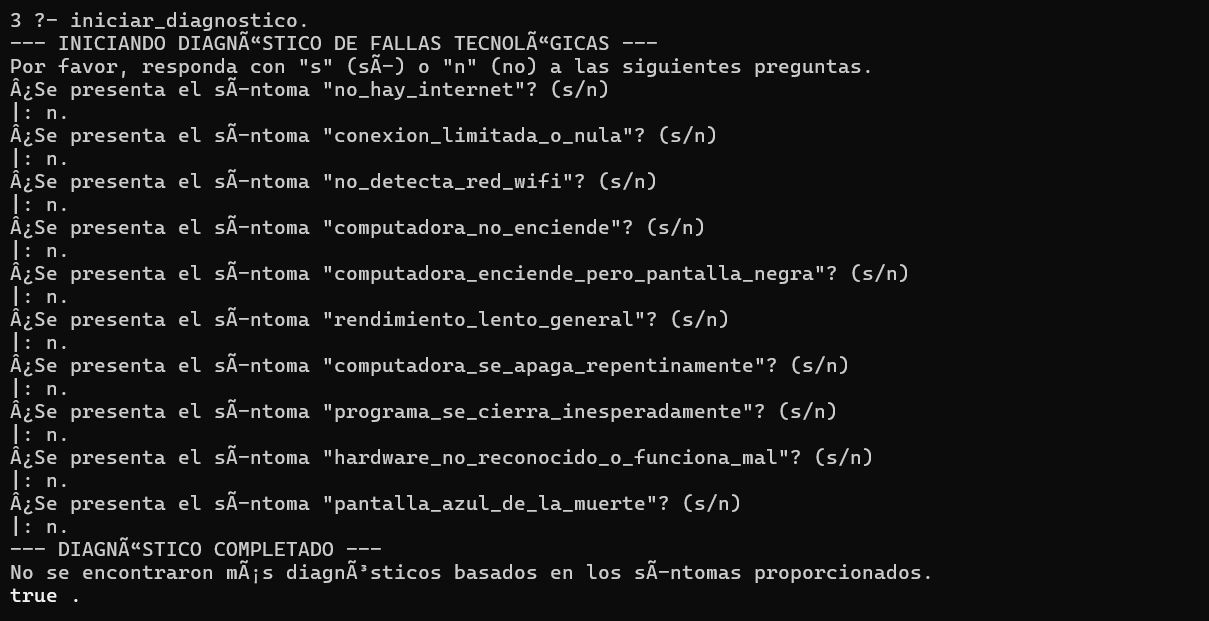 3 ?- iniciar_diagnostico.
--- INICIANDO DIAGNÃ“STICO DE FALLAS TECNOLÃ“GICAS ---
Por favor, responda con "s" (sÃ-) o "n" (no) a las siguientes preguntas.
Â¿Se presenta el sÃ-ntoma "no_hay_internet"? (s/n)
|: n.
Â¿Se presenta el sÃ-ntoma "conexion_limitada_o_nula"? (s/n)
|: n.
Â¿Se presenta el sÃ-ntoma "no_detecta_red_wifi"? (s/n)
|: n.
Â¿Se presenta el sÃ-ntoma "computadora_no_enciende"? (s/n)
|: n.
Â¿Se presenta el sÃ-ntoma "computadora_enciende_pero_pantalla_negra"? (s/n)
|: n.
Â¿Se presenta el sÃ-ntoma "rendimiento_lento_general"? (s/n)
|: n.
Â¿Se presenta el sÃ-ntoma "computadora_se_apaga_repentinamente"? (s/n)
|: n.
Â¿Se presenta el sÃ-ntoma "programa_se_cierra_inesperadamente"? (s/n)
|: n.
Â¿Se presenta el sÃ-ntoma "hardware_no_reconocido_o_funciona_mal"? (s/n)
|: n.
Â¿Se presenta el sÃ-ntoma "pantalla_azul_de_la_muerte"? (s/n)
|: n.
--- DIAGNÃ“STICO COMPLETADO ---
No se encontraron mÃ¡s diagnÃ³sticos basados en los sÃ-ntomas proporcionados.
true .